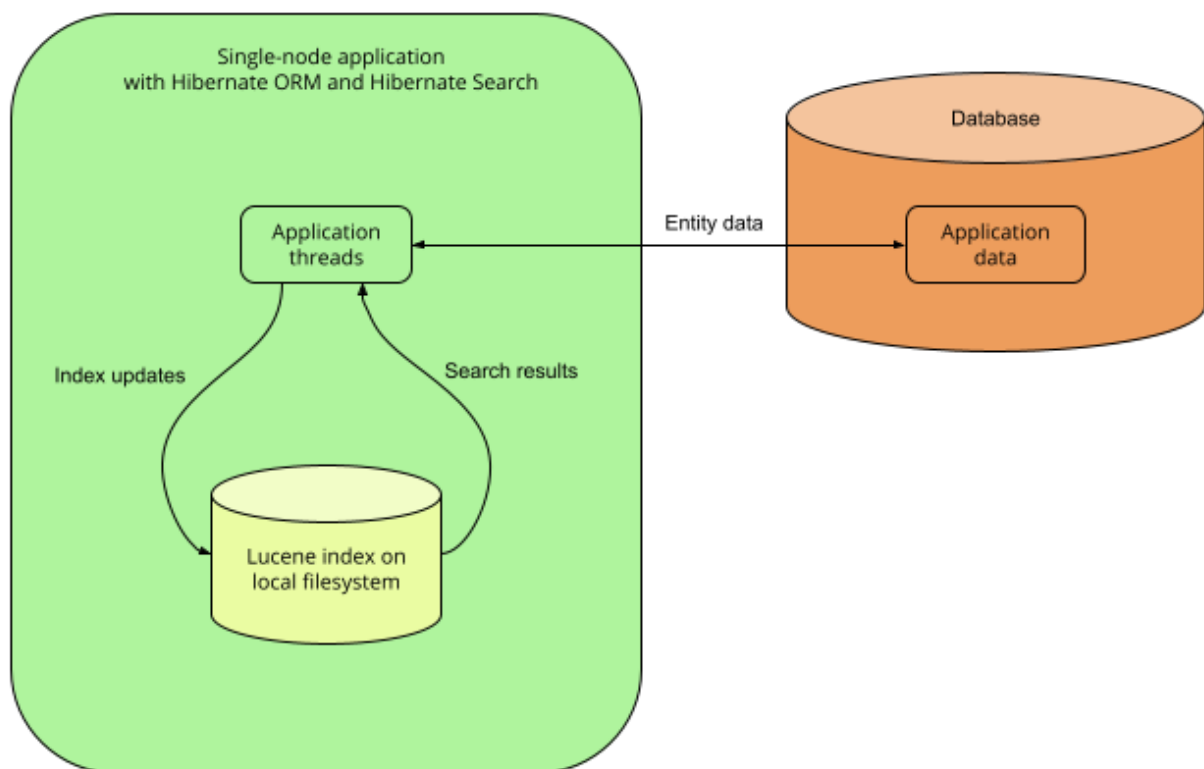 Single-node application
with Hibernate ORM and Hibernate Search
Database
Application
threads
Entity data
Application
data
Index updates
Search results
Lucene index on
local filesystem